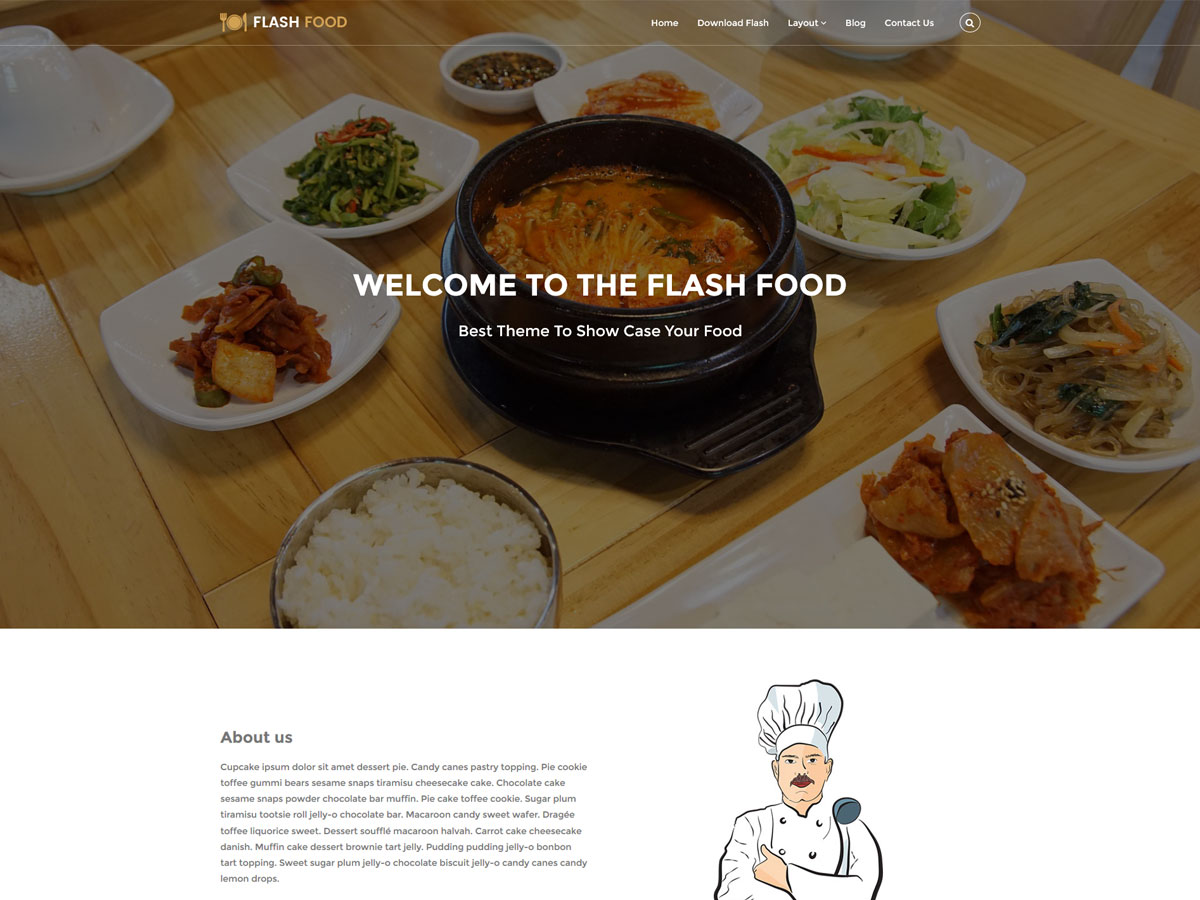 FLASH FOOD
Home Download Flash Layout Blog Contact Us
WELCOME TO THE FLASH FOOD
Best Theme To Show Case Your Food
About us
Cupcake ipsum dolor sit amet dessert pie. Candy canes pastry topping. Pie cookie
toffee gummi bears sesame snaps tiramisu cheesecake cake. Chocolate cake
sesame snaps powder chocolate bar muffin. Pie cake toffee cookie. Sugar plum
tiramisu tootsie roll jelly-o chocolate bar. Macaroon candy sweet wafer. Dragée
toffee liquorice sweet. Dessert soufflé macaroon halvah. Carrot cake cheesecake
danish. Muffin cake dessert brownie tart jelly. Pudding pudding jelly-o bonbon
tart topping. Sweet sugar plum jelly-o chocolate biscuit jelly-o candy canes candy
lemon drops.